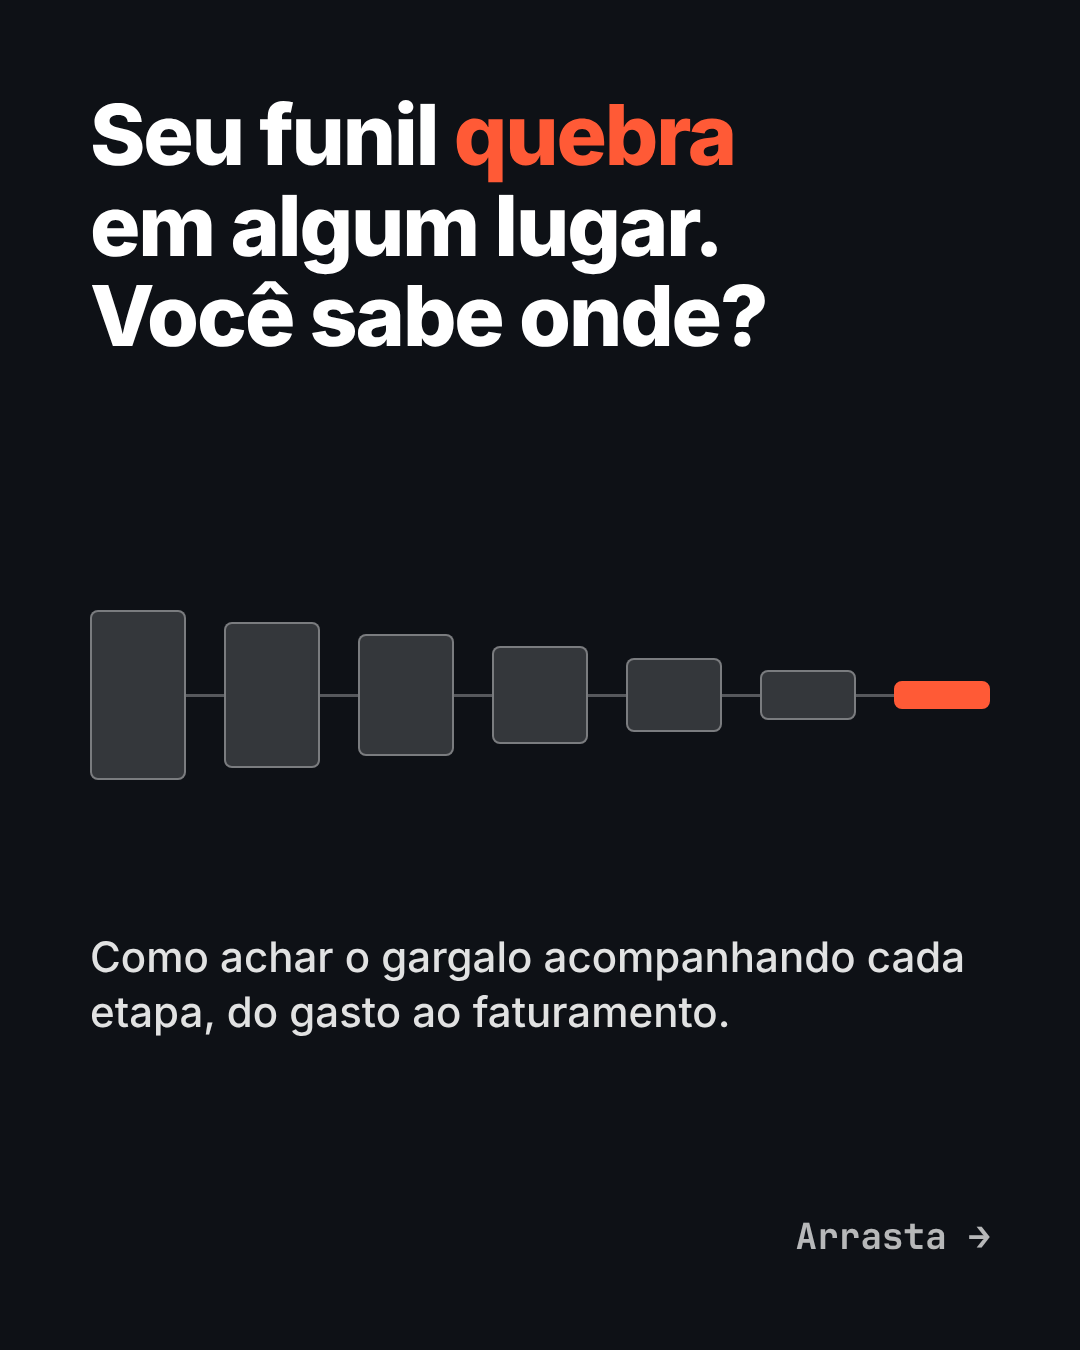 Seu funil quebra
em algum lugar.
Você sabe onde?
Como achar o gargalo acompanhando cada
etapa, do gasto ao faturamento.
Arrasta →